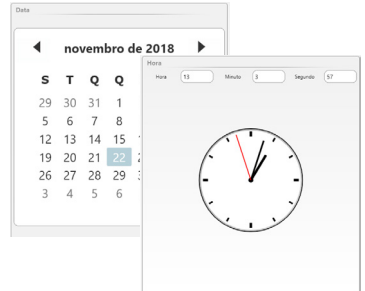 Data
novembro de 2018
S T Q Q
29 30 31 1
5 6 7 8
12 13 14 15
19 20 21 22
26 27 28 29
3 4 5 6
Hora
Hora 13 Minuto 3 Segundo 57